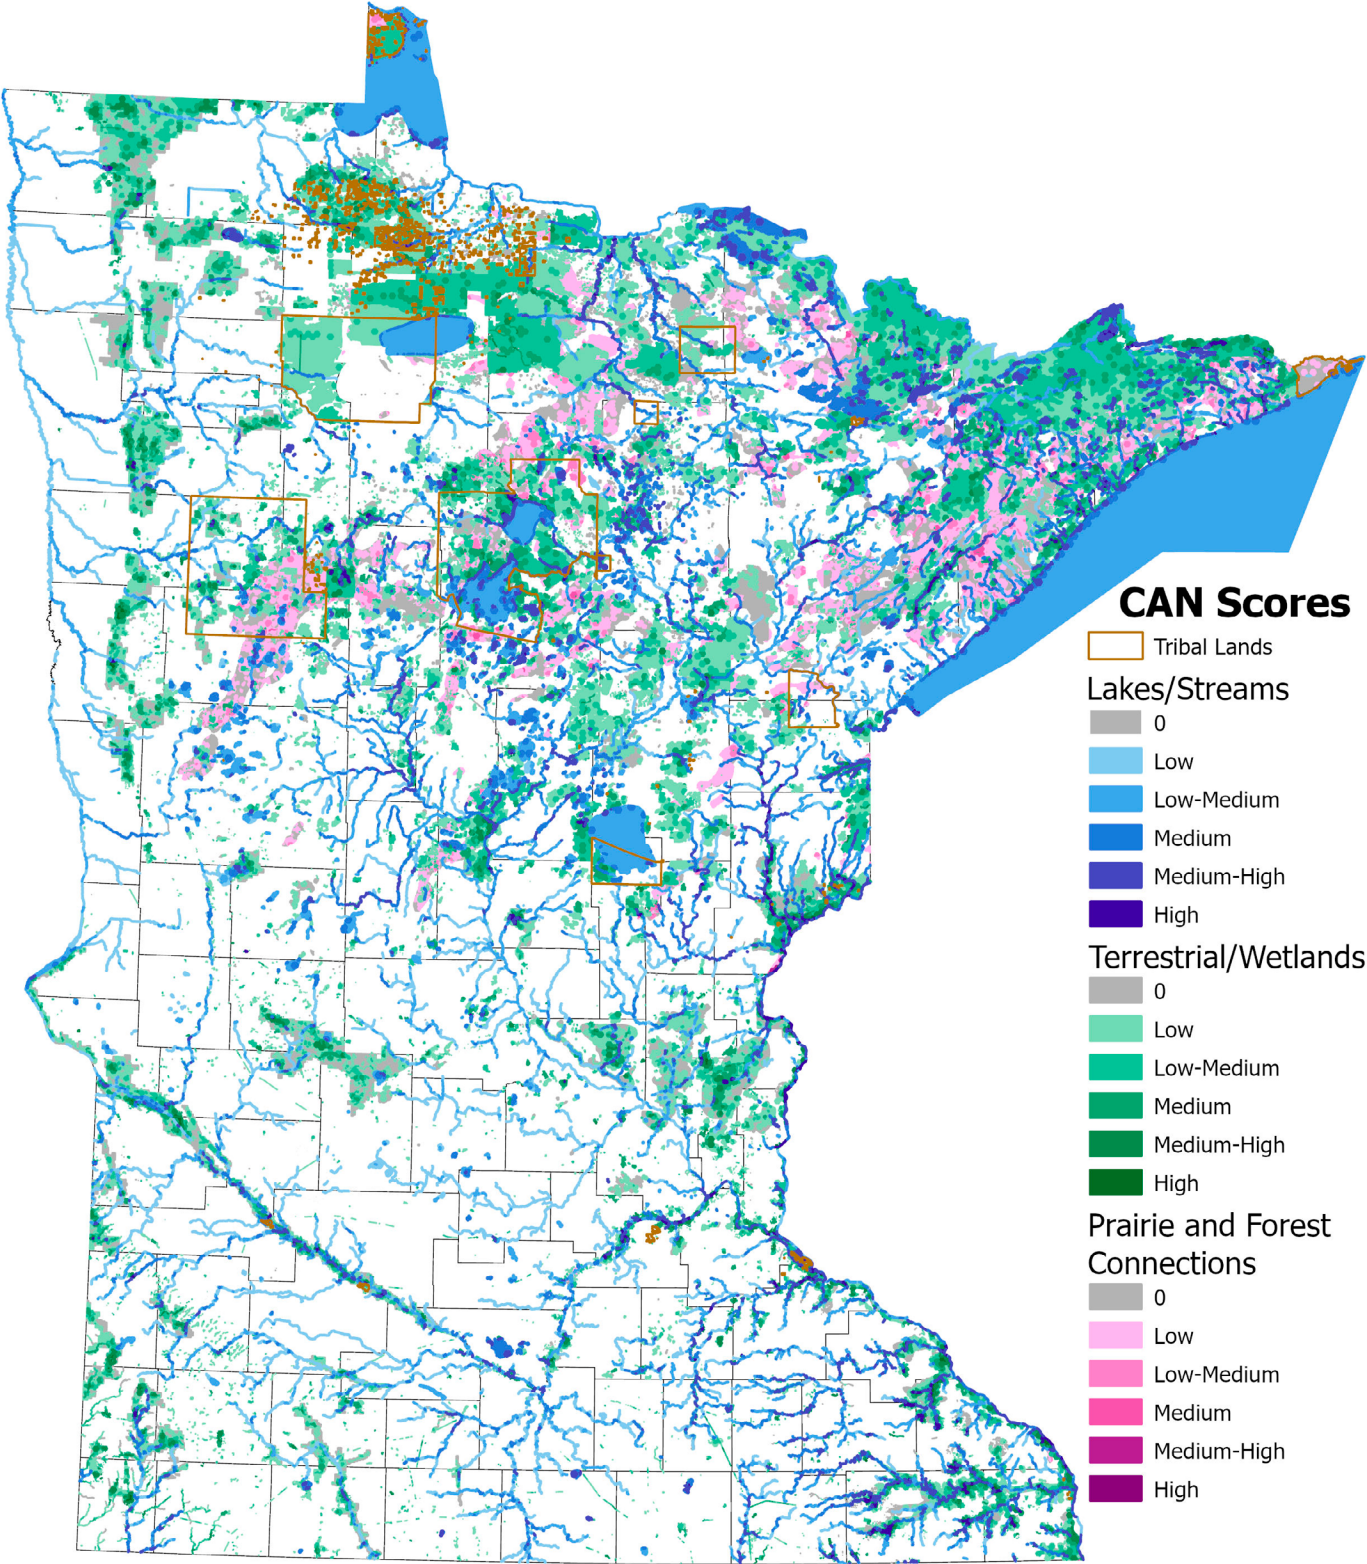 CAN Scores
Tribal Lands
Lakes/Streams
0
Low
Low-Medium
Medium
Medium-High
High
Terrestrial/Wetlands
0
Low
Low-Medium
Medium
Medium-High
High
Prairie and Forest
Connections
0
Low
Low-Medium
Medium
Medium-High
High